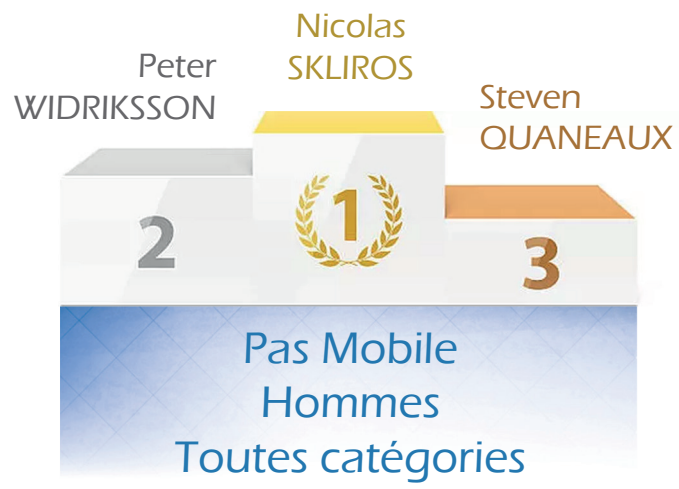 Nicolas
SKLIROS
Peter
WIDRIKSSON
Steven
QUANEAUX
1
2
3
Pas Mobile
Hommes
Toutes catégories